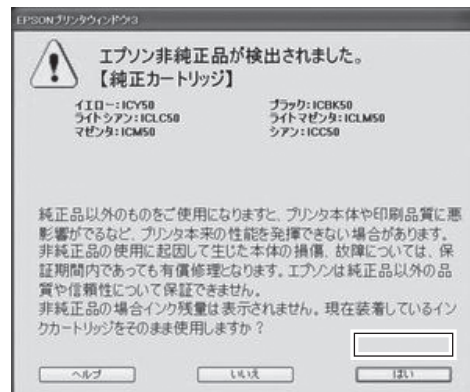 EPSONプリンタウィンドウ!3
エプソン非純正品が検出されました。
【純正カートリッジ】
イエロー:ICY50 ブラック:ICBK50
ライトシアン:ICLC50 ライトマゼンタ:ICLM50
マゼンタ:ICM50 シアン:ICC50
純正品以外のものをご使用になりますと、プリンタ本体や印刷品質に悪
影響がでるなど、プリンタ本来の性能を発揮できない場合があります。
非純正品の使用に起因して生じた本体の損傷、故障については、保
証期間内であっても有償修理となります。エプソンは純正品以外の品
質や信頼性について保証できません。
非純正品の場合インク残量は表示されません。現在装着しているイン
クカートリッジをそのまま使用しますか?
ヘルプ いいえ はい